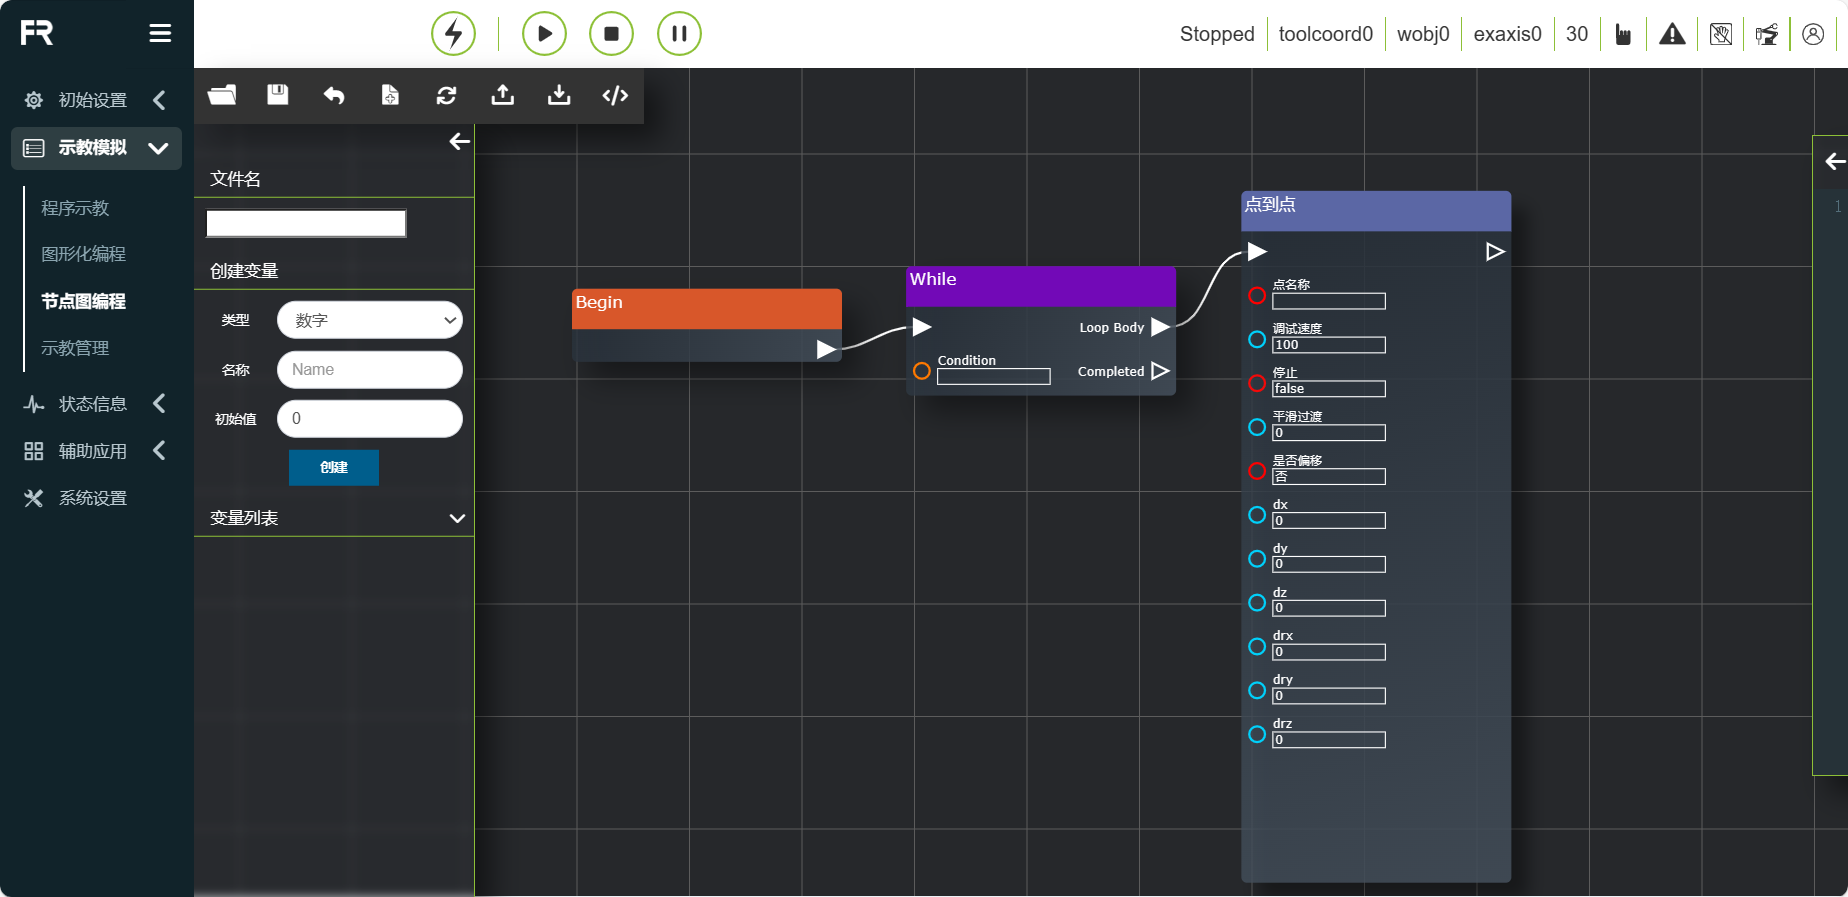 FR
Stopped
toolcoord0
wobj0
exaxis0
30
初始设置
示教模拟
程序示教
图形化编程
节点图编程
示教管理
状态信息
辅助应用
系统设置
文件名
创建变量
类型
数字
名称
Name
初始值
0
创建
变量列表
Begin
While
Loop Body
Condition
Completed
点到点
点名称
调试速度
100
停止
false
平滑过渡
0
是否偏移
否
dx
0
dy
0
dz
0
drx
0
dry
0
drz
0
1